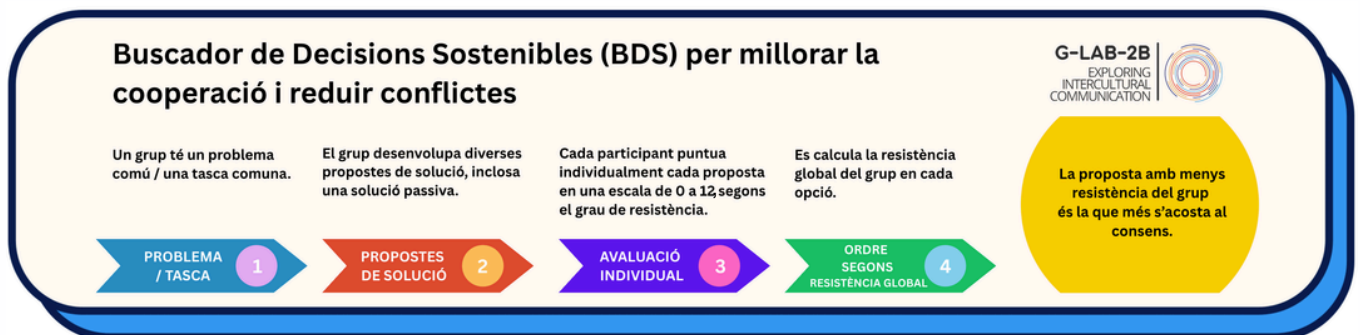 Buscador de Decisions Sostenibles (BDS) per millorar la
cooperació i reduir conflictes
G-LAB-2B
EXPLORING
INTERCULTURAL
COMMUNICATION
Un grup té un problema
comú / una tasca comuna.
El grup desenvolupa diverses
propostes de solució, inclosa
una solució passiva.
Cada participant puntua
individualment cada proposta
en una escala de 0 a 12, segons
el grau de resistència.
Es calcula la resistència
global del grup en cada
opció.
La proposta amb menys
resistència del grup
és la que més s'acosta al
consens.
PROBLEMA
/ TASCA
1
PROPOSTES
DE SOLUCIÓ
2
AVALUACIÓ
INDIVIDUAL
3
ORDRE
SEGONS
RESISTÈNCIA GLOBAL
4